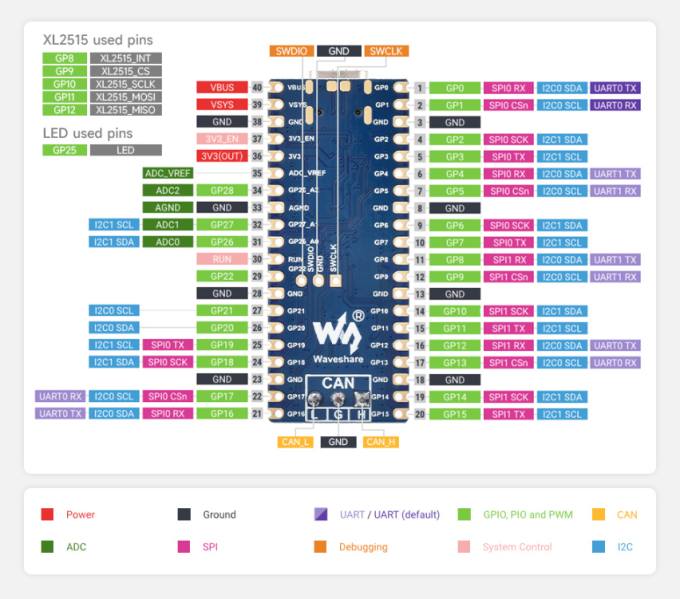 XL2515 used pins
GP8 XL2515_INT
GP9 XL2515_CS
GP10 XL2515_SCLK
GP11 XL2515_MOSI
GP12 XL2515_MISO
LED used pins
GP25 LED
SWDIO GND SWCLK
VBUS 40 VBUS GP0 1 GP0 SPI0 RX I2C0 SDA UART0 TX
VSYS 39 VSYS GP1 2 GP1 SPI0 CSn I2C0 SCL UART0 RX
GND 38 GND GND 3 GND
3V3_EN 37 3V3_EN GP2 4 GP2 SPI0 SCK I2C1 SDA
3V3(OUT) 36 3V3 GP3 5 GP3 SPI0 TX I2C1 SCL
ADC_VREF 35 ADC_VREF GP4 6 GP4 SPI0 RX I2C0 SDA UART1 TX
ADC2 GP28 34 GP28_A2 GP5 7 GP5 SPI0 CSn I2C0 SCL UART1 RX
AGND GND 33 AGND GND 8 GND
I2C1 SCL ADC1 GP27 32 GP27_A1 GP6 9 GP6 SPI0 SCK I2C1 SDA
I2C1 SDA ADC0 GP26 31 GP26_A0 GP7 10 GP7 SPI0 TX I2C1 SCL
RUN 30 RUN SWDIO GND SWCLK GP8 11 GP8 SPI1 RX I2C0 SDA UART1 TX
GP22 29 GP22 GP9 12 GP9 SPI1 CSn I2C0 SCL UART1 RX
GND 28 GND GND 13 GND
I2C0 SCL GP21 27 GP21 GP10 14 GP10 SPI1 SCK I2C1 SDA
I2C0 SDA GP20 26 GP20 GP11 15 GP11 SPI1 TX I2C1 SCL
I2C1 SCL SPI0 TX GP19 25 GP19 GP12 16 GP12 SPI1 RX I2C0 SDA UART0 TX
I2C1 SDA SPI0 SCK GP18 24 GP18 Waveshare ® GP13 17 GP13 SPI1 CSn I2C0 SCL UART0 RX
GND 23 GND CAN GND 18 GND
UART0 RX I2C0 SCL SPI0 CSn GP17 22 GP17 GP14 19 GP14 SPI1 SCK I2C1 SDA
UART0 TX I2C0 SDA SPI0 RX GP16 21 GP16 L G H GP15 20 GP15 SPI1 TX I2C1 SCL
CAN_L GND CAN_H
Power Ground UART / UART (default) GPIO, PIO and PWM CAN
ADC SPI Debugging System Control I2C